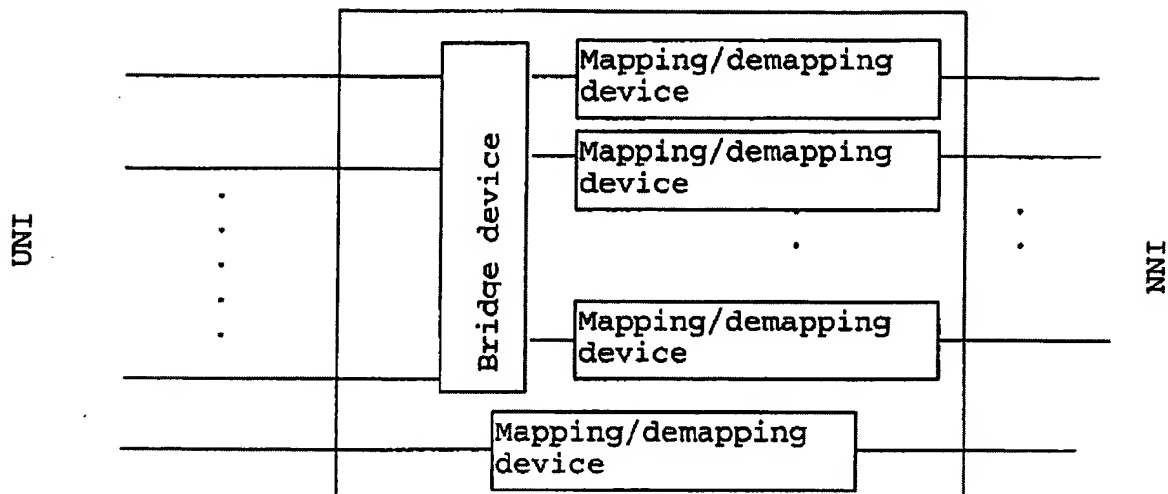 Mapping/demapping
device
Mapping/demapping
device
UNI
Bridge device
NNI
Mapping/demapping
device
Mapping/demapping
device